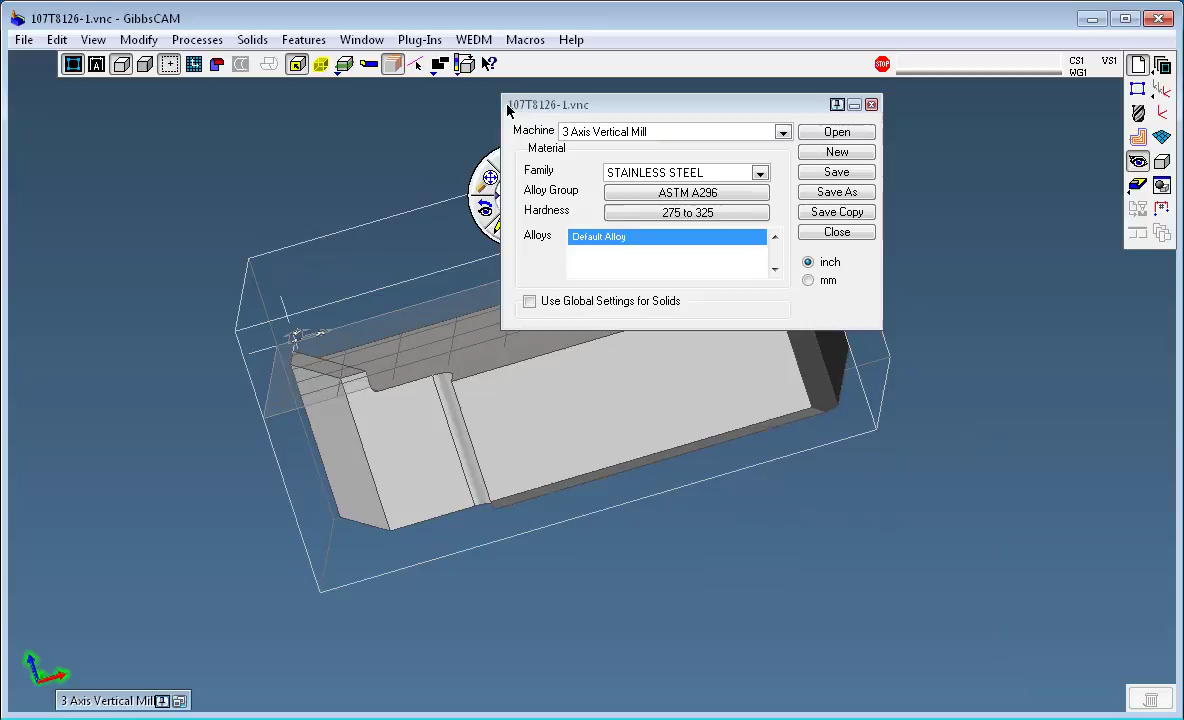 107T8126-1.vnc - GibbsCAM
File Edit View Modify Processes Solids Features Window Plug-Ins WEDM Macros Help
STOP
CS1 VS1
WG1
107T8126-1.vnc
Machine 3 Axis Vertical Mill Open
Material
New
Family STAINLESS STEEL Save
Alloy Group ASTM A296 Save As
Hardness 275 to 325 Save Copy
Alloys Default Alloy Close
inch
mm
Use Global Settings for Solids
3 Axis Vertical Mill